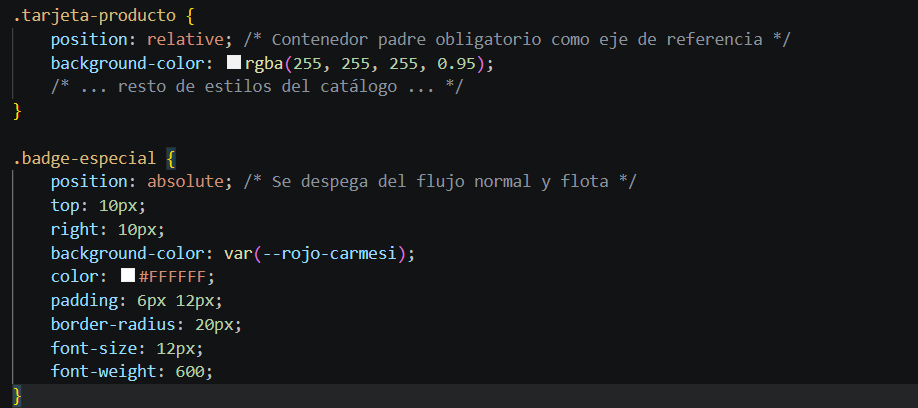 .tarjeta-producto {
    position: relative; /* Contenedor padre obligatorio como eje de referencia */
    background-color: rgba(255, 255, 255, 0.95);
    /* ... resto de estilos del catálogo ... */
}

.badge-especial {
    position: absolute; /* Se despega del flujo normal y flota */
    top: 10px;
    right: 10px;
    background-color: var(--rojo-carmesi);
    color: #FFFFFF;
    padding: 6px 12px;
    border-radius: 20px;
    font-size: 12px;
    font-weight: 600;
}